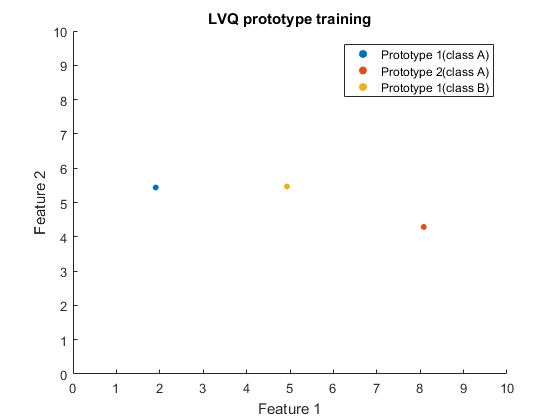 LVQ prototype training
Prototype 1(class A)
Prototype 2(class A)
Prototype 1(class B)
10
9
8
7
6
5
4
3
2
1
0
Feature 2
0 1 2 3 4 5 6 7 8 9 10
Feature 1